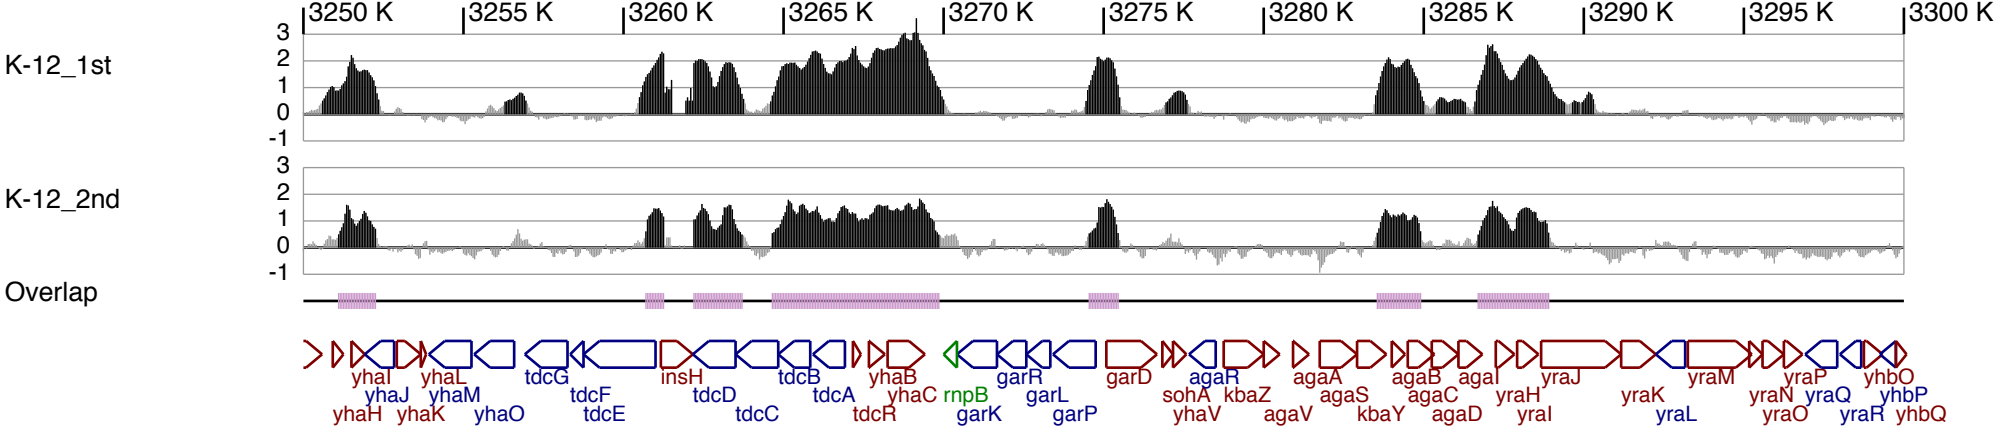 3250 K 3255 K 3260 K 3265 K 3270 K 3275 K 3280 K 3285 K 3290 K 3295 K 3300 K
3
2
K-12_1st
1
0
-1
3
2
K-12_2nd
1
0
-1
Overlap
yhaI yhaL tdcG insH tdcB yhaB garR garD agaR agaA agaB agaI yraJ yraM yraP yhbO
yhaJ yhaM tdcF tdcD tdcA yhaC rnpB garL sohA kbaZ agaS agaC yraH yraK yraN yraQ yhbP
yhaH yhaK yhaO tdcE tdcC tdcR garK garP yhaV agaV kbaY agaD yraI yraL yraO yraR yhbQ